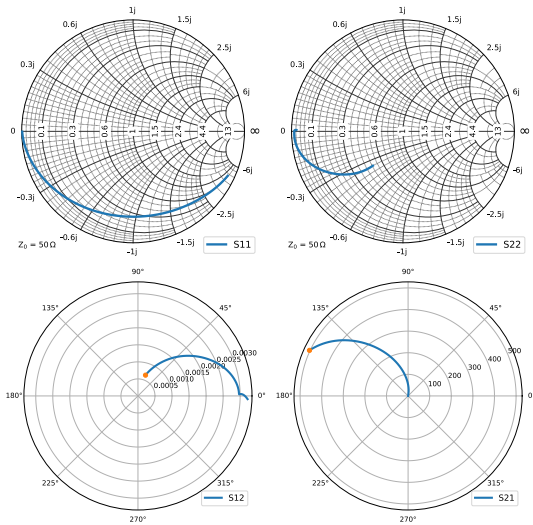 1j
0.6j
1.5j
0.3j
2.5j
6j
0
0.1
0.3
0.6
1
1.5
2.4
4.4
13
∞
-0.3j
-6j
-0.6j
-2.5j
-1j
-1.5j
Z₀ = 50 Ω
S11
1j
0.6j
1.5j
0.3j
2.5j
6j
0
0.1
0.3
0.6
1
1.5
2.4
4.4
13
∞
-0.3j
-6j
-0.6j
-2.5j
-1j
-1.5j
Z₀ = 50 Ω
S22
90°
135°
45°
180°
0°
0.0005
0.0010
0.0015
0.0020
0.0025
0.0030
225°
315°
270°
S12
90°
135°
45°
180°
0
100
200
300
400
500
225°
315°
270°
S21